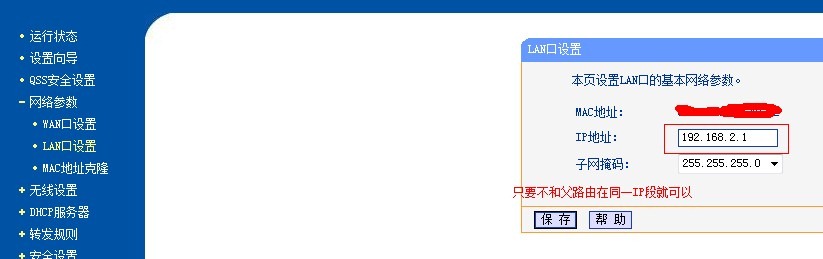 运行状态
设置向导
QSS安全设置
网络参数
WAN口设置
LAN口设置
MAC地址克隆
无线设置
DHCP服务器
转发规则
安全设置
LAN口设置
本页设置LAN口的基本网络参数。
MAC地址:
IP地址: 192.168.2.1
子网掩码: 255.255.255.0
只要不和父路由在同一IP段就可以
保存 帮助